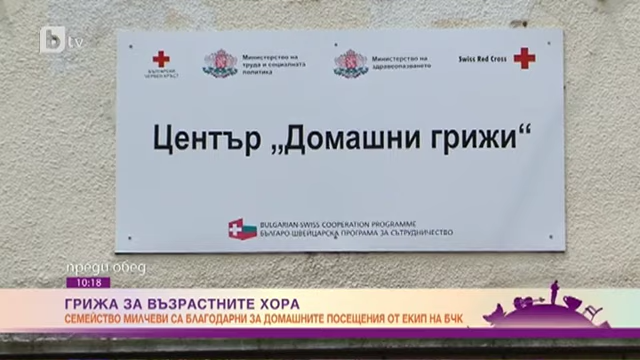 btv
БЪЛГАРСКИ
ЧЕРВЕН КРЪСТ
Министерство на
труда и социалната
политика
Министерство на
здравеопазването
Swiss Red Cross
Център „Домашни грижи“
BULGARIAN-SWISS COOPERATION PROGRAMME
БЪЛГАРО-ШВЕЙЦАРСКА ПРОГРАМА ЗА СЪТРУДНИЧЕСТВО
преди обед
10:18
ГРИЖА ЗА ВЪЗРАСТНИТЕ ХОРА
СЕМЕЙСТВО МИЛЧЕВИ СА БЛАГОДАРНИ ЗА ДОМАШНИТЕ ПОСЕЩЕНИЯ ОТ ЕКИП НА БЧК